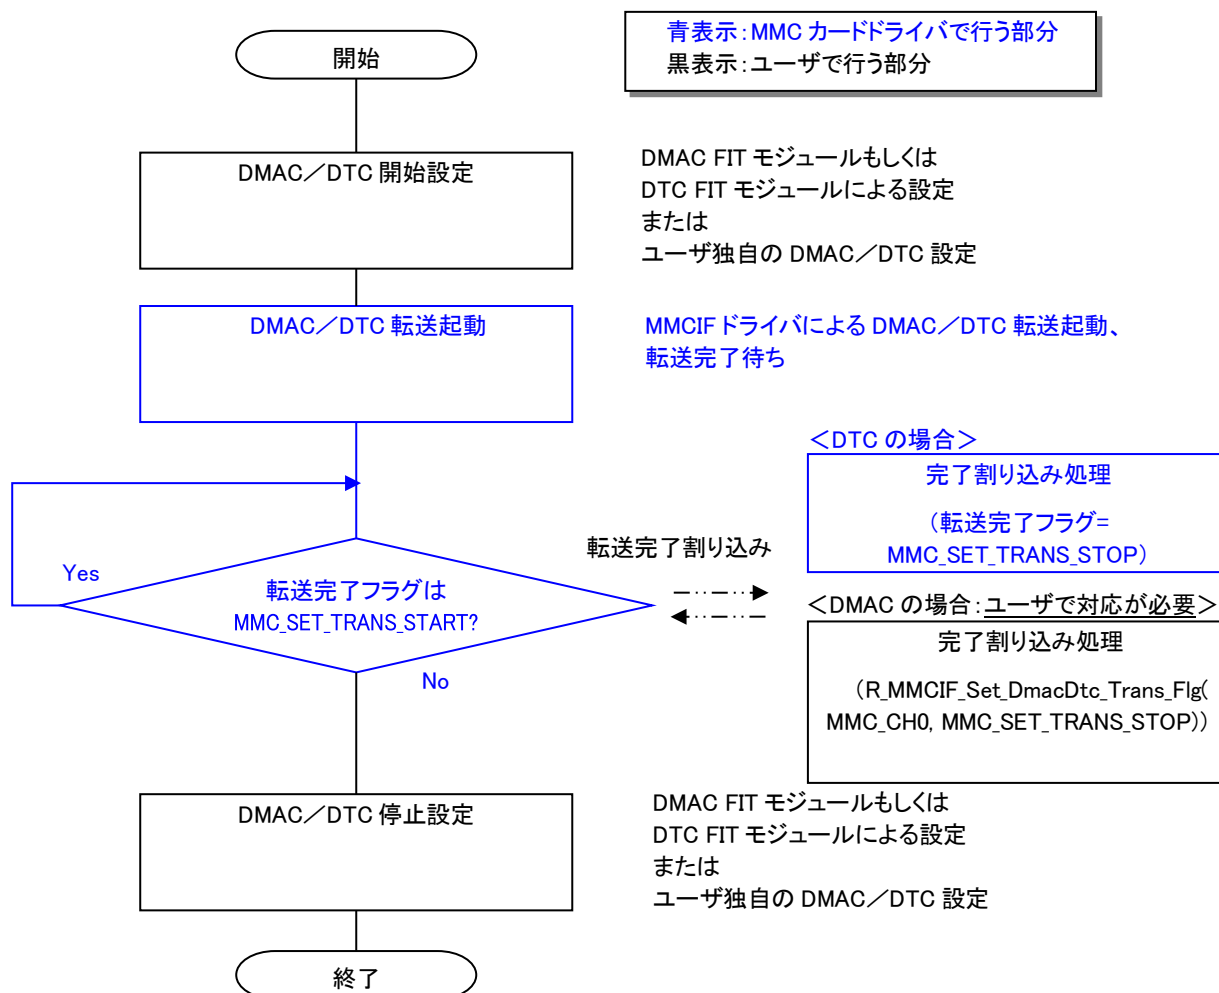 青表示:MMC カードドライバで行う部分
黒表示:ユーザで行う部分
開始
DMAC/DTC 開始設定
DMAC FIT モジュールもしくは
DTC FIT モジュールによる設定
または
ユーザ独自の DMAC/DTC 設定
DMAC/DTC 転送起動
MMCIF ドライバによる DMAC/DTC 転送起動、
転送完了待ち
<DTC の場合>
完了割り込み処理
(転送完了フラグ=
MMC_SET_TRANS_STOP)
転送完了割り込み
Yes
転送完了フラグは
MMC_SET_TRANS_START?
No
<DMAC の場合:ユーザで対応が必要>
完了割り込み処理
(R_MMCIF_Set_DmacDtc_Trans_Flg(
MMC_CH0, MMC_SET_TRANS_STOP))
DMAC/DTC 停止設定
DMAC FIT モジュールもしくは
DTC FIT モジュールによる設定
または
ユーザ独自の DMAC/DTC 設定
終了